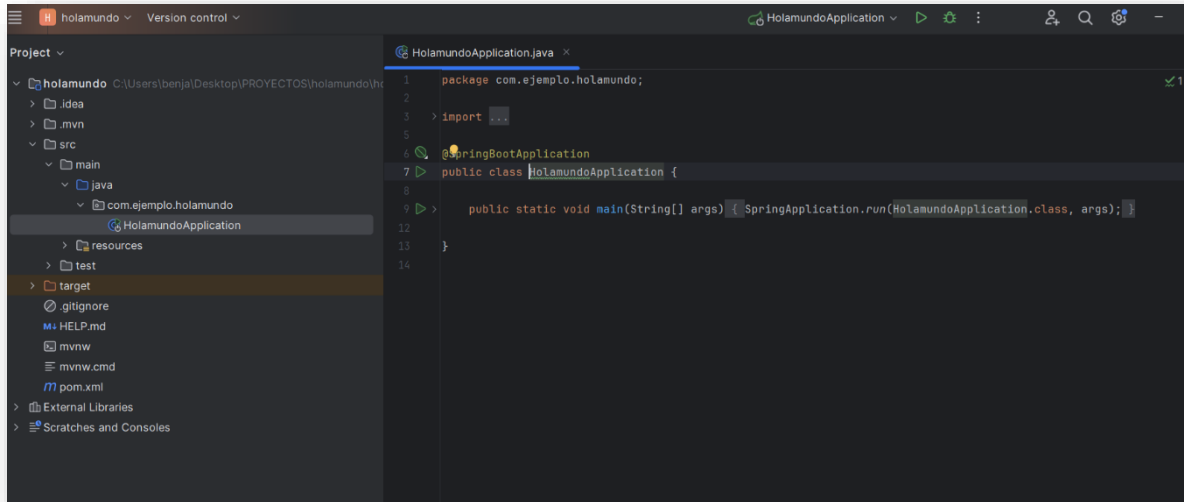 H holamundo Version control HolamundoApplication
Project
HolamundoApplication.java
holamundo C:\Users\benja\Desktop\PROYECTOS\holamundo\h
.idea
.mvn
src
main
java
com.ejemplo.holamundo
HolamundoApplication
resources
test
target
.gitignore
M↓ HELP.md
mvnw
mvnw.cmd
m pom.xml
External Libraries
Scratches and Consoles
1 package com.ejemplo.holamundo;
2
3 import ...
5
6 @SpringBootApplication
7 public class HolamundoApplication {
8
9 public static void main(String[] args) { SpringApplication.run(HolamundoApplication.class, args); }
12
13 }
14
1